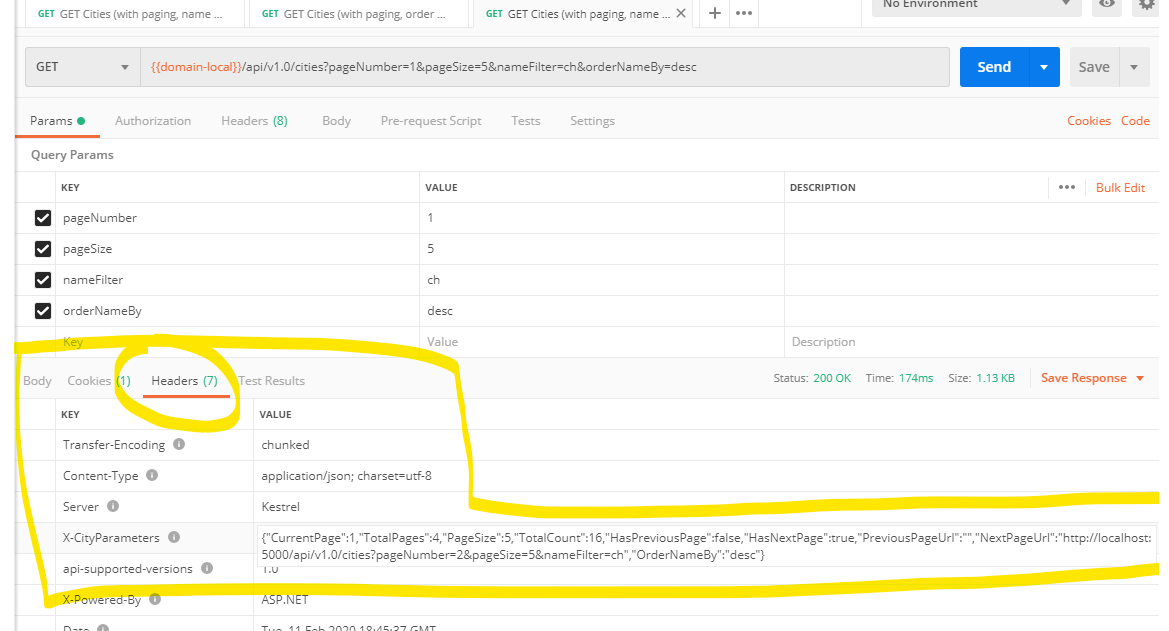 GET GET Cities (with paging, name ... GET GET Cities (with paging, order ... GET GET Cities (with paging, name ... No Environment
GET {{domain-local}}/api/v1.0/cities?pageNumber=1&pageSize=5&nameFilter=ch&orderNameBy=desc Send Save
Params Authorization Headers (8) Body Pre-request Script Tests Settings Cookies Code
Query Params
KEY VALUE DESCRIPTION Bulk Edit
pageNumber 1
pageSize 5
nameFilter ch
orderNameBy desc
Key Value Description
Body Cookies (1) Headers (7) Test Results Status: 200 OK Time: 174ms Size: 1.13 KB Save Response
KEY VALUE
Transfer-Encoding chunked
Content-Type application/json; charset=utf-8
Server Kestrel
X-CityParameters {"CurrentPage":1,"TotalPages":4,"PageSize":5,"TotalCount":16,"HasPreviousPage":false,"HasNextPage":true,"PreviousPageUrl":"","NextPageUrl":"http://localhost:
5000/api/v1.0/cities?pageNumber=2&pageSize=5&nameFilter=ch","OrderNameBy":"desc"}
api-supported-versions 1.0
X-Powered-By ASP.NET
Date Tue, 11 Feb 2020 18:45:37 GMT